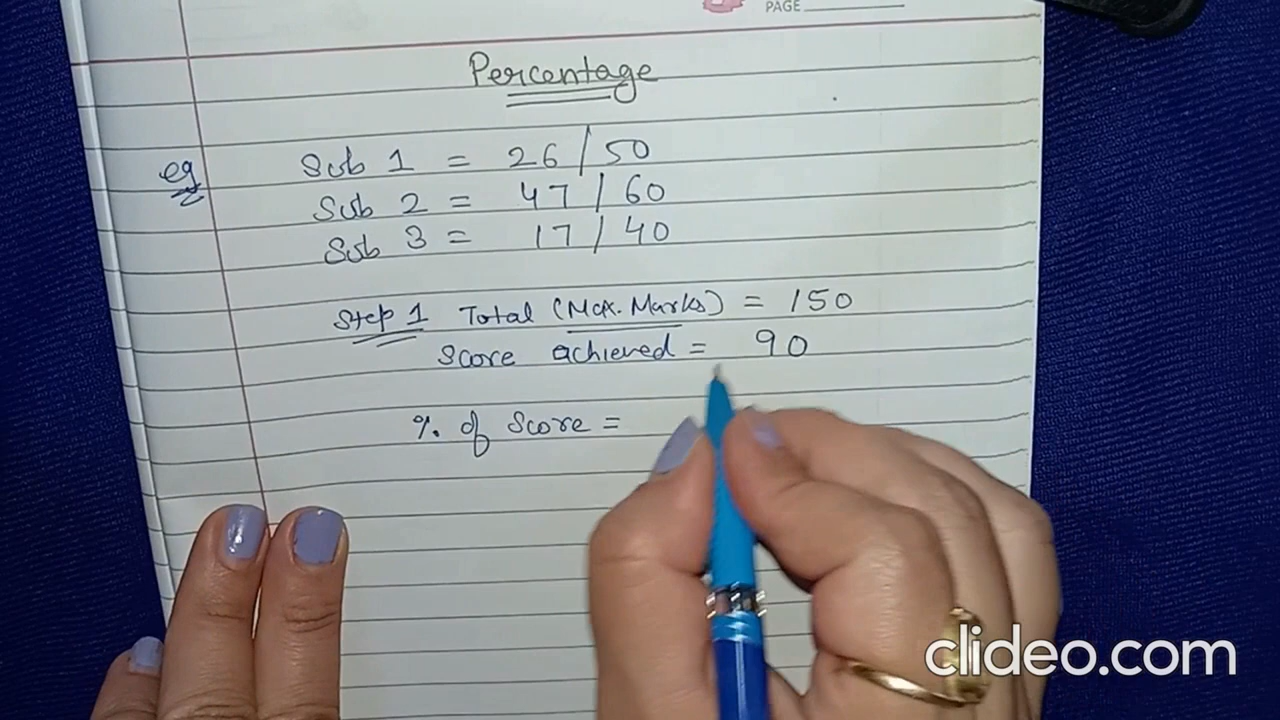 PAGE
Percentage
eg Sub 1 = 26/50
Sub 2 = 47/60
Sub 3 = 17/40
Step 1 Total (Max. Marks) = 150
Score achieved = 90
% of Score =
clideo.com